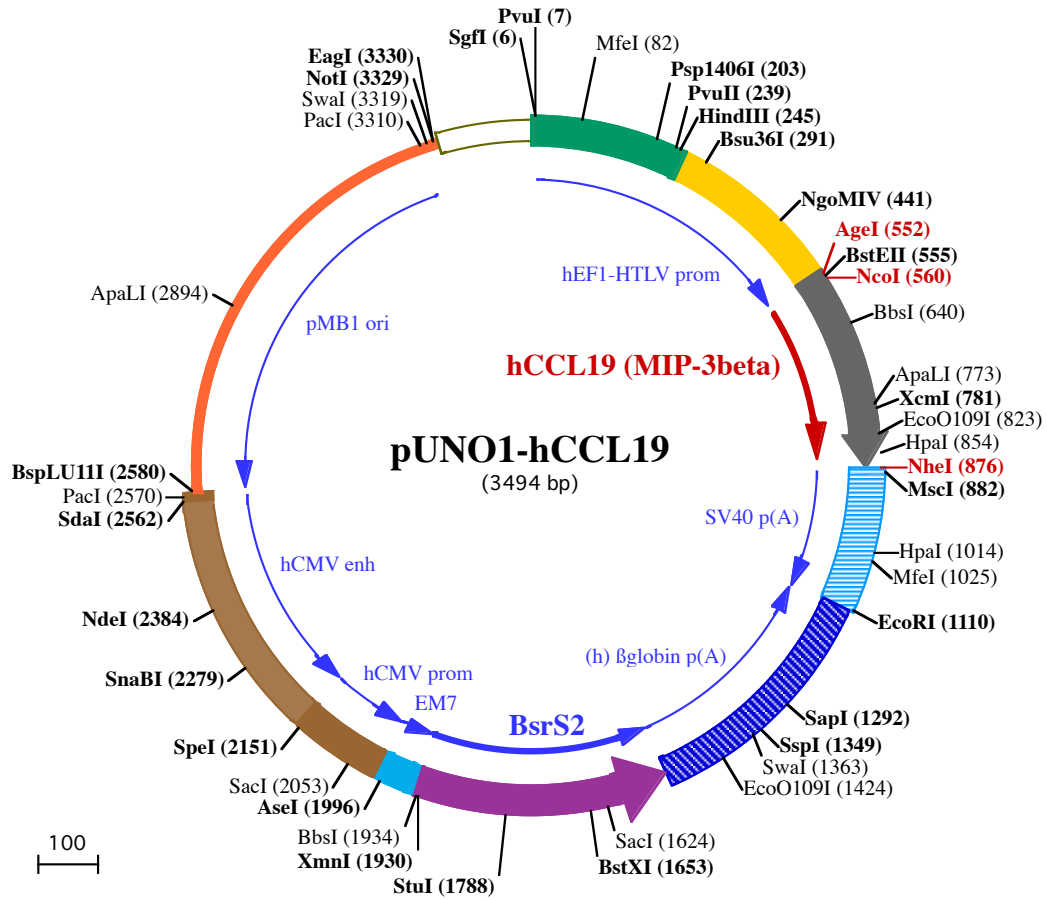 PvuI (7)
SgfI (6)
MfeI (82)
EagI (3330)
NotI (3329)
SwaI (3319)
PacI (3310)
Psp1406I (203)
PvuII (239)
HindIII (245)
Bsu36I (291)
NgoMIV (441)
AgeI (552)
BstEII (555)
NcoI (560)
BbsI (640)
hEF1-HTLV prom
ApaLI (2894)
pMB1 ori
hCCL19 (MIP-3beta)
ApaLI (773)
XcmI (781)
EcoO109I (823)
HpaI (854)
NheI (876)
MscI (882)
pUNO1-hCCL19
(3494 bp)
BspLU11I (2580)
PacI (2570)
SdaI (2562)
SV40 p(A)
HpaI (1014)
MfeI (1025)
hCMV enh
NdeI (2384)
EcoRI (1110)
SnaBI (2279)
hCMV prom
(h) ßglobin p(A)
EM7
BsrS2
SapI (1292)
SspI (1349)
SwaI (1363)
EcoO109I (1424)
SpeI (2151)
SacI (2053)
AseI (1996)
BbsI (1934)
XmnI (1930)
StuI (1788)
SacI (1624)
BstXI (1653)
100